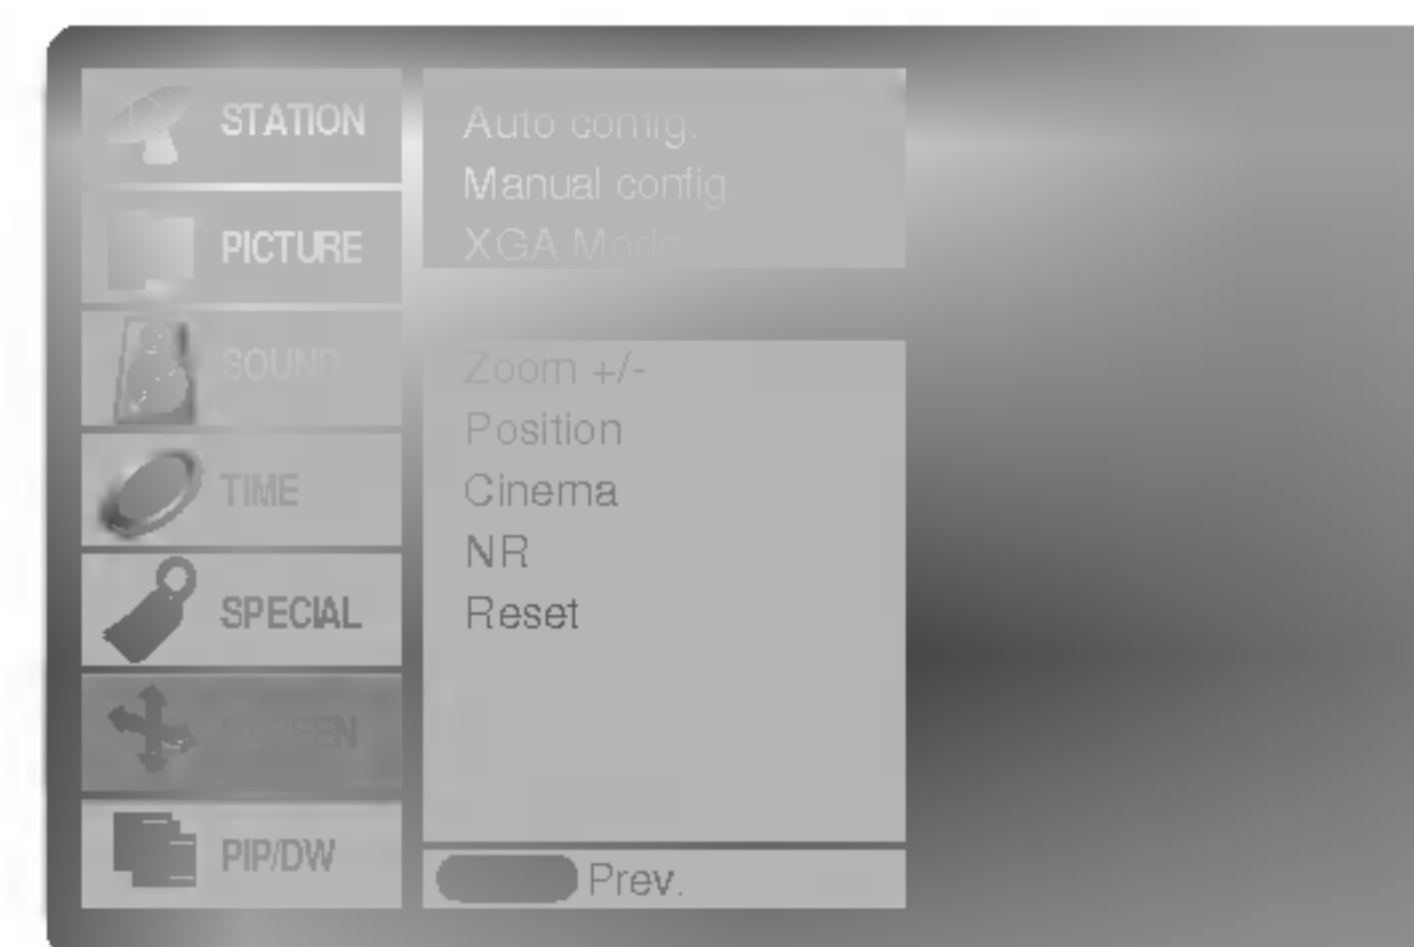 STATION
PICTURE
SOUND
TIME
SPECIAL
SCREEN
PIP/DW
Auto config.
Manual config.
XGA Mode
Zoom +/-
Position
Cinema
NR
Reset
Prev.